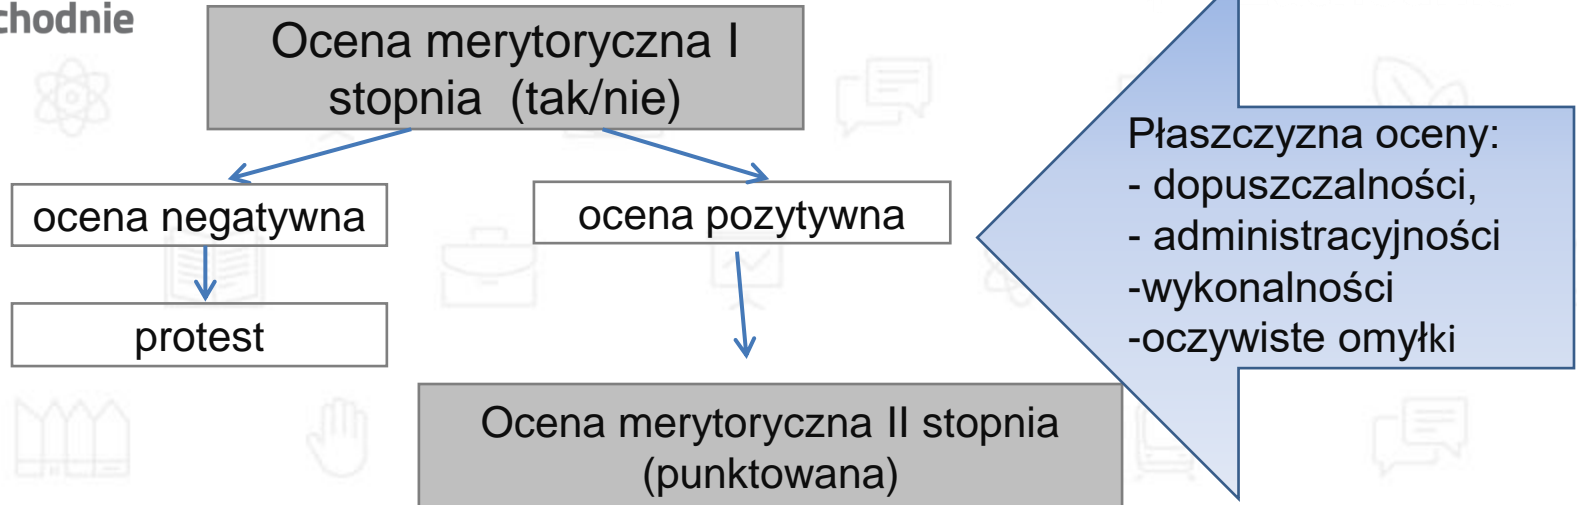 chodnie
Ocena merytoryczna I
stopnia (tak/nie)
ocena negatywna
ocena pozytywna
protest
Ocena merytoryczna II stopnia
(punktowana)
Płaszczyzna oceny:
- dopuszczalności,
- administracyjności
-wykonalności
-oczywiste omyłki